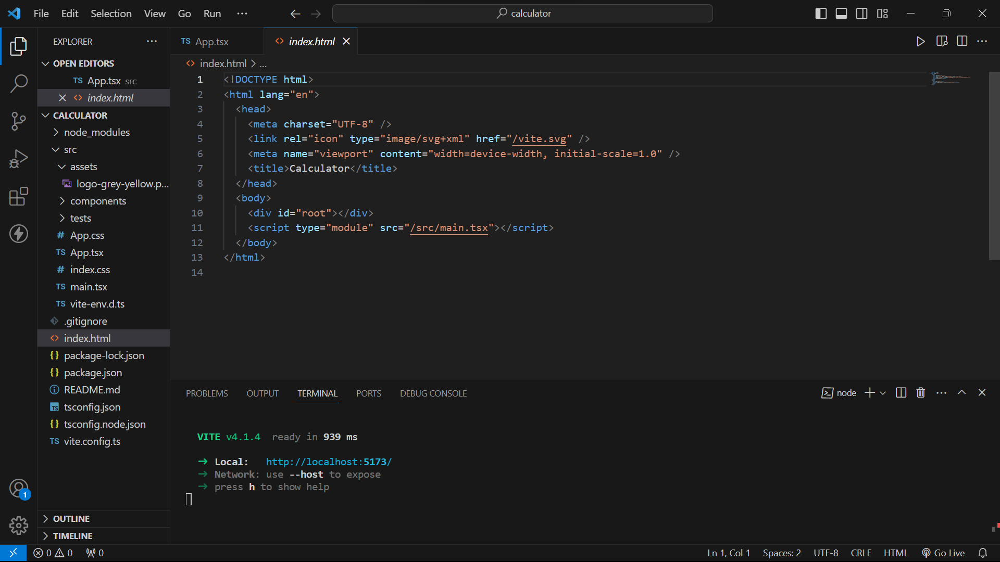 File Edit Selection View Go Run ···
calculator
EXPLORER
OPEN EDITORS
TS App.tsx src
index.html
CALCULATOR
node_modules
src
assets
logo-grey-yellow.p...
components
tests
# App.css
TS App.tsx
# index.css
TS main.tsx
TS vite-env.d.ts
.gitignore
<> index.html
{} package-lock.json
{} package.json
README.md
TS tsconfig.json
{} tsconfig.node.json
TS vite.config.ts
OUTLINE
TIMELINE
1
TS App.tsx
<> index.html
<> index.html > ...
1 <!DOCTYPE html>
2 <html lang="en">
3 <head>
4 <meta charset="UTF-8" />
5 <link rel="icon" type="image/svg+xml" href="/vite.svg" />
6 <meta name="viewport" content="width=device-width, initial-scale=1.0" />
7 <title>Calculator</title>
8 </head>
9 <body>
10 <div id="root"></div>
11 <script type="module" src="/src/main.tsx"></script>
12 </body>
13 </html>
14
PROBLEMS OUTPUT TERMINAL PORTS DEBUG CONSOLE
node
VITE v4.1.4 ready in 939 ms
➜ Local: http://localhost:5173/
➜ Network: use --host to expose
➜ press h to show help
0 0 0
Ln 1, Col 1 Spaces: 2 UTF-8 CRLF HTML Go Live